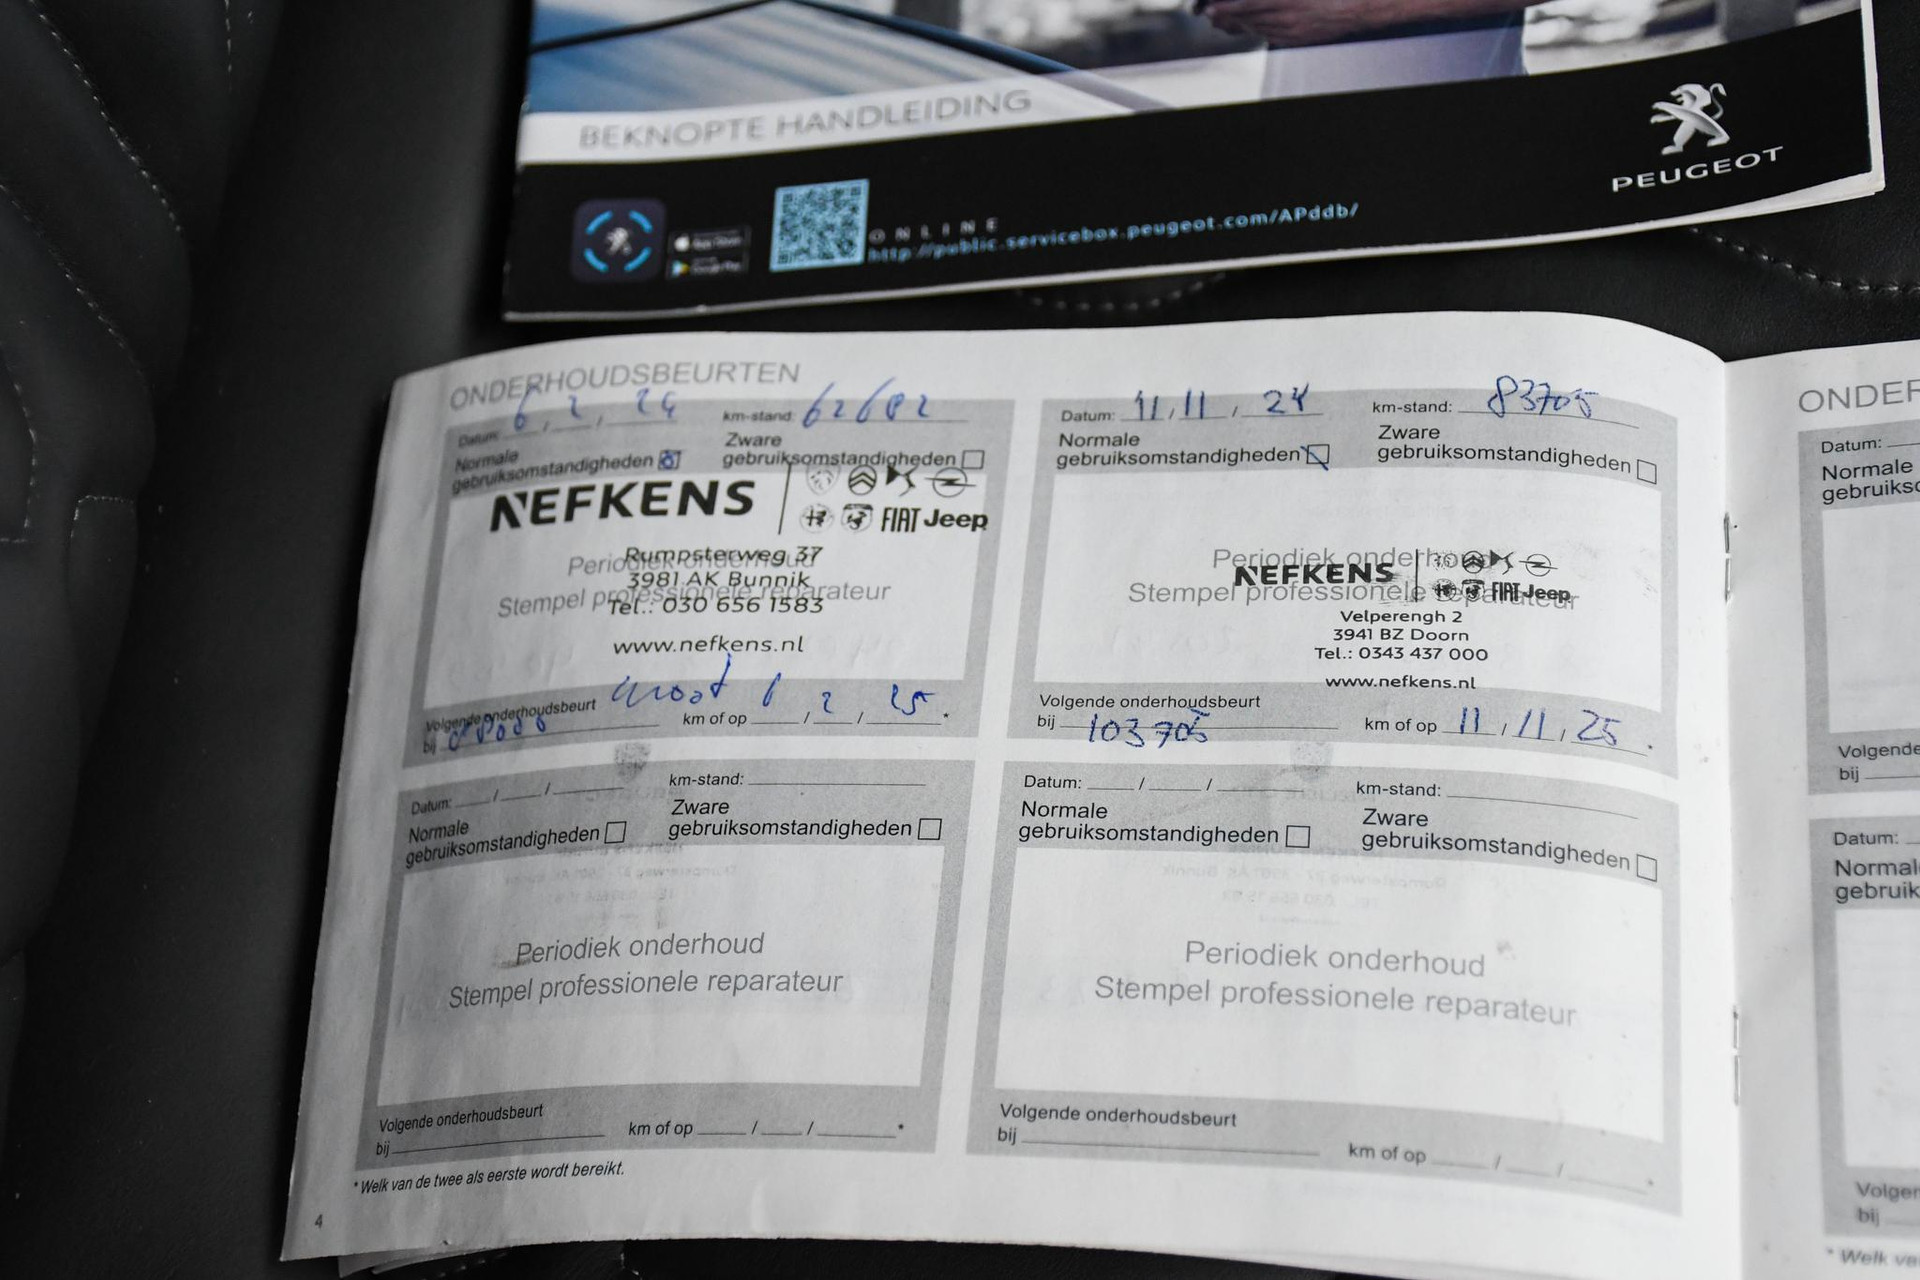 BEKNOPTE HANDLEIDING
PEUGEOT
ONLINE
http://public.servicebox.peugeot.com/APddb/
ONDERHOUDSBEURTEN
Datum: 6 / 2 / 24 km-stand: 62682
Normale
gebruiksomstandigheden
Zware
gebruiksomstandigheden
NEFKENS
FIAT Jeep
Periodiek onderhoud
Stempel professionele reparateur
Rumpsterweg 37
3981 AK Bunnik
Tel.: 030 656 1583
www.nefkens.nl
Volgende onderhoudsbeurt
bij km of op 6 / 2 / 25 *
Datum: 11 / 11 / 24 km-stand: 83705
Normale
gebruiksomstandigheden
Zware
gebruiksomstandigheden
Periodiek onderhoud
Stempel professionele reparateur
NEFKENS
FIAT Jeep
Velperengh 2
3941 BZ Doorn
Tel.: 0343 437 000
www.nefkens.nl
Volgende onderhoudsbeurt
bij 103705 km of op 11 / 11 / 25 *
Datum: / / km-stand:
Normale
gebruiksomstandigheden
Zware
gebruiksomstandigheden
Periodiek onderhoud
Stempel professionele reparateur
Volgende onderhoudsbeurt
bij km of op / / *
Datum: / / km-stand:
Normale
gebruiksomstandigheden
Zware
gebruiksomstandigheden
Periodiek onderhoud
Stempel professionele reparateur
Volgende onderhoudsbeurt
bij km of op / / *
* Welk van de twee als eerste wordt bereikt.
4
ONDER
Datum:
Normale
gebruiks
Volgende
bij
Datum:
Normal
gebruik
Volgen
bij
* Welk va